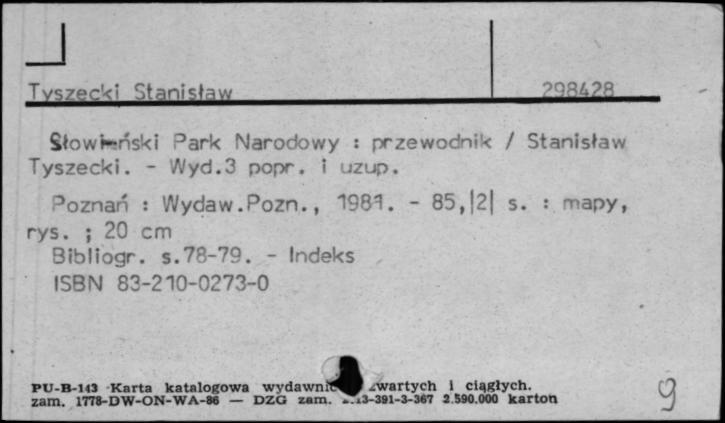 Tyszecki Stanisław 298428
Słowiński Park Narodowy : przewodnik / Stanisław
Tyszecki. - Wyd.3 popr. i uzup.
Poznań : Wydaw.Pozn., 1981. - 85,|2| s. : mapy,
rys. ; 20 cm
Bibliogr. s.78-79. - Indeks
ISBN 83-210-0273-0
PU-B-143 Karta katalogowa i ciągłych.
zam. 1778-DW-ON-WA-86 — DZG zam. 2.590.000 karton
9